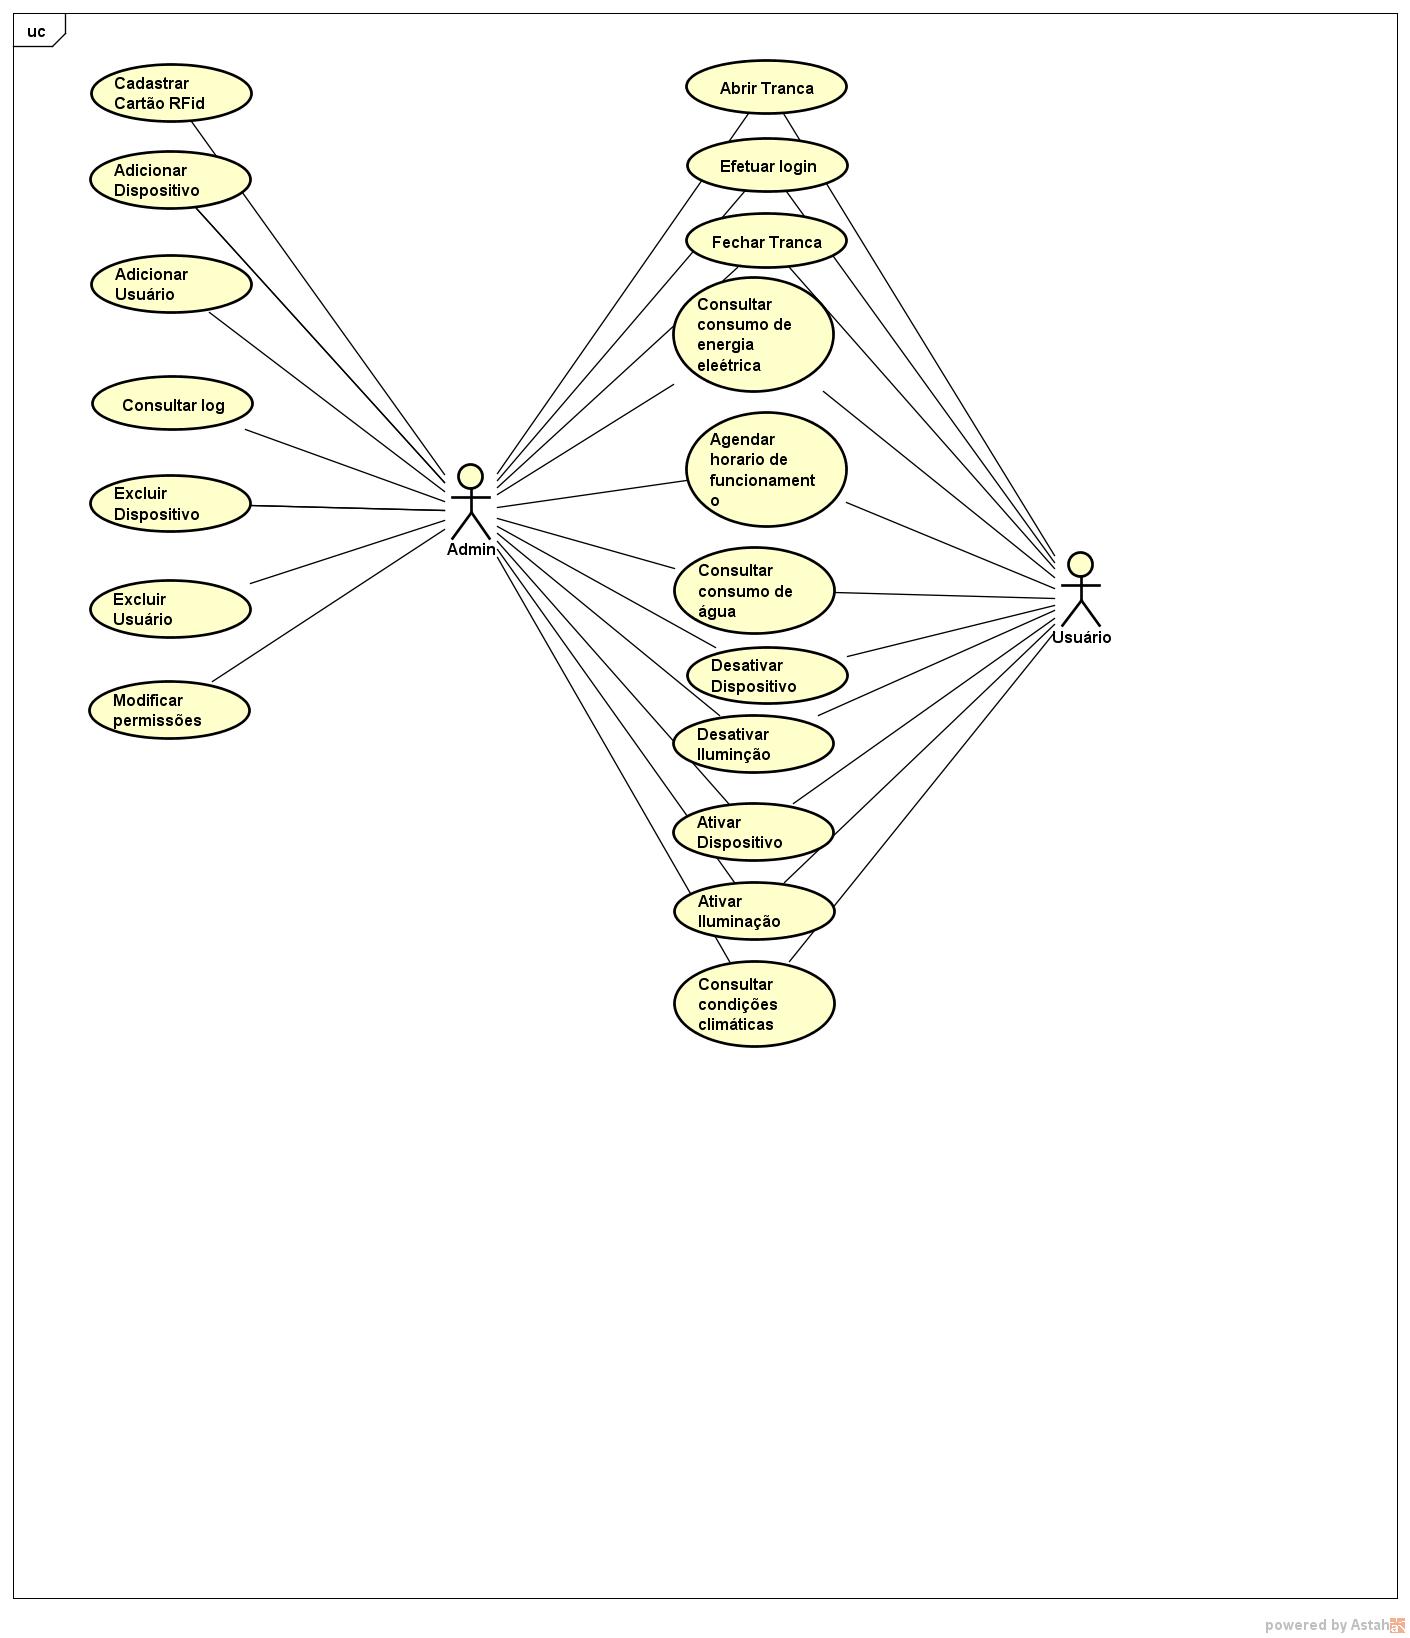 uc
Cadastrar
Cartão RFid
Adicionar
Dispositivo
Adicionar
Usuário
Consultar log
Excluir
Dispositivo
Excluir
Usuário
Modificar
permissões
Admin
Abrir Tranca
Efetuar login
Fechar Tranca
Consultar
consumo de
energia
eleétrica
Agendar
horario de
funcionament
o
Consultar
consumo de
água
Desativar
Dispositivo
Desativar
Iluminção
Ativar
Dispositivo
Ativar
Iluminação
Consultar
condições
climáticas
Usuário
powered by Astah